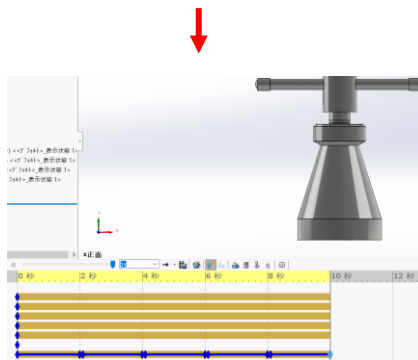 <<ﾃﾞﾌｫﾙﾄ>_表示状態 1>
<<ﾃﾞﾌｫﾙﾄ>_表示状態 1>
<<ﾃﾞﾌｫﾙﾄ>_表示状態 1>
ﾌｫﾙﾄ>_表示状態 1>
*正面
0 秒 2 秒 4 秒 6 秒 8 秒 10 秒 12 秒